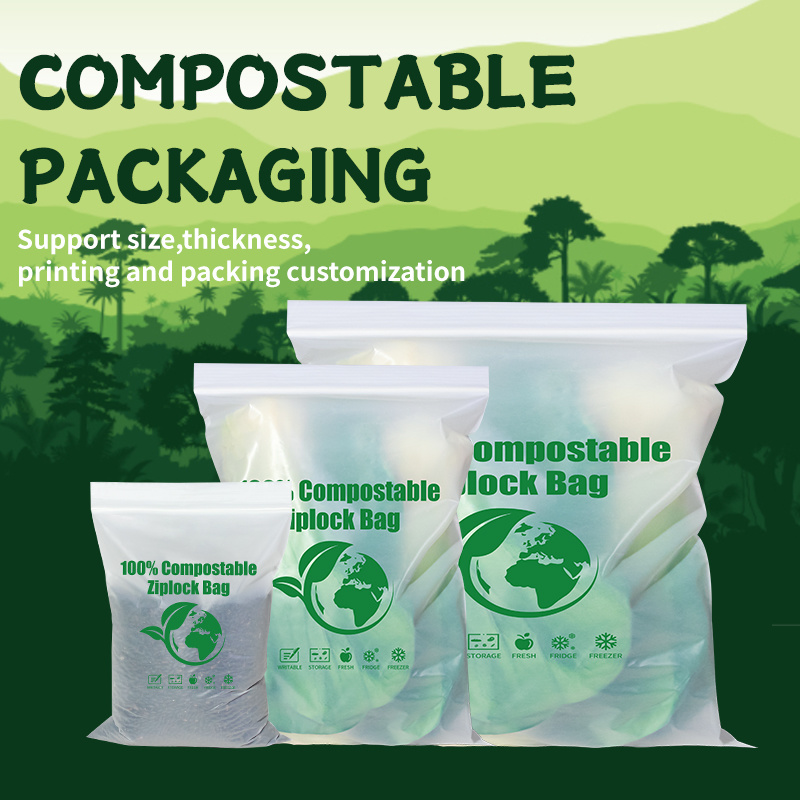 COMPOSTABLE
PACKAGING
Support size,thickness,
printing and packing customization
ompostable
lock Bag
STORAGE FRESH FRIDGE FREEZER
Compostable
iplock Bag
WRITABLE STORAGE FRESH FRIDGE FREEZER
100% Compostable
Ziplock Bag